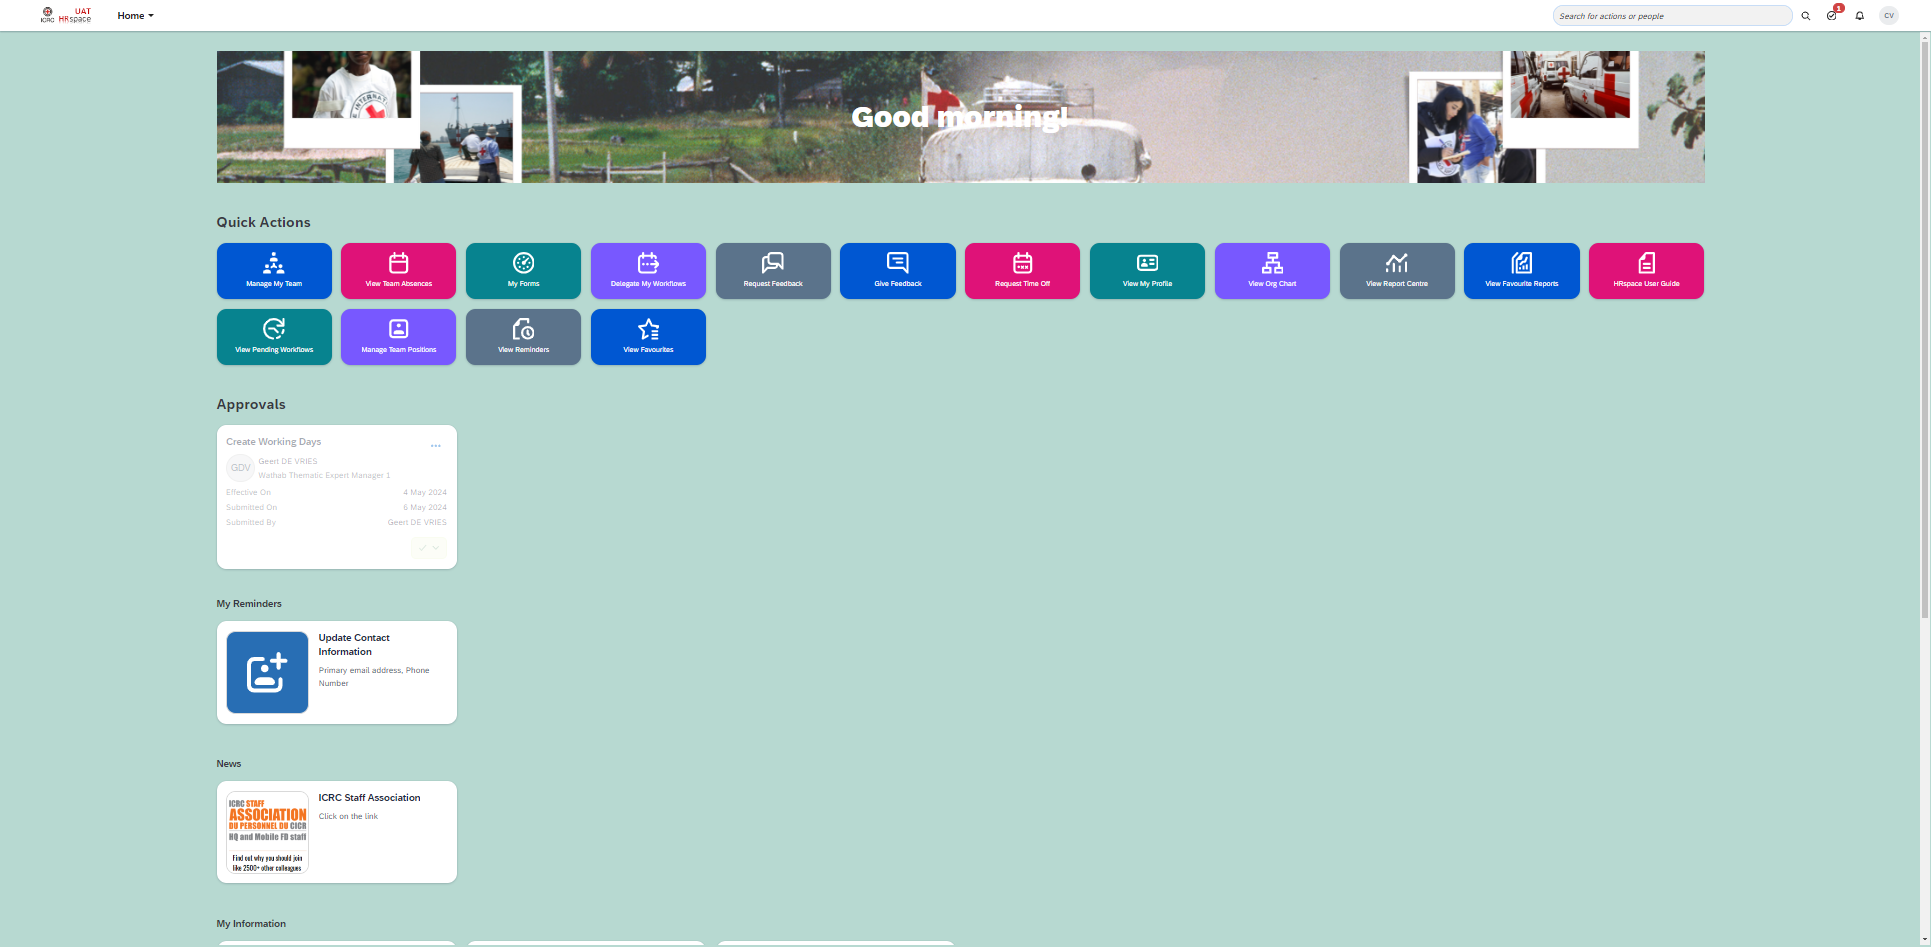 ICRC
UAT
HRspace
Home
Search for actions or people
1
CV
INTERNAT
Good morning!
Quick Actions
Manage My Team
View Team Absences
My Forms
Delegate My Workflows
Request Feedback
Give Feedback
Request Time Off
View My Profile
View Org Chart
View Report Centre
View Favourite Reports
HRspace User Guide
View Pending Workflows
Manage Team Positions
View Reminders
View Favourites
Approvals
Create Working Days
GDV
Geert DE VRIES
Wathab Thematic Expert Manager 1
Effective On 4 May 2024
Submitted On 6 May 2024
Submitted By Geert DE VRIES
My Reminders
Update Contact
Information
Primary email address, Phone
Number
News
ICRC STAFF
ASSOCIATION
DU PERSONNEL DU CICR
HQ and Mobile FD staff
Find out why you should join
like 2500+ other colleagues
ICRC Staff Association
Click on the link
My Information